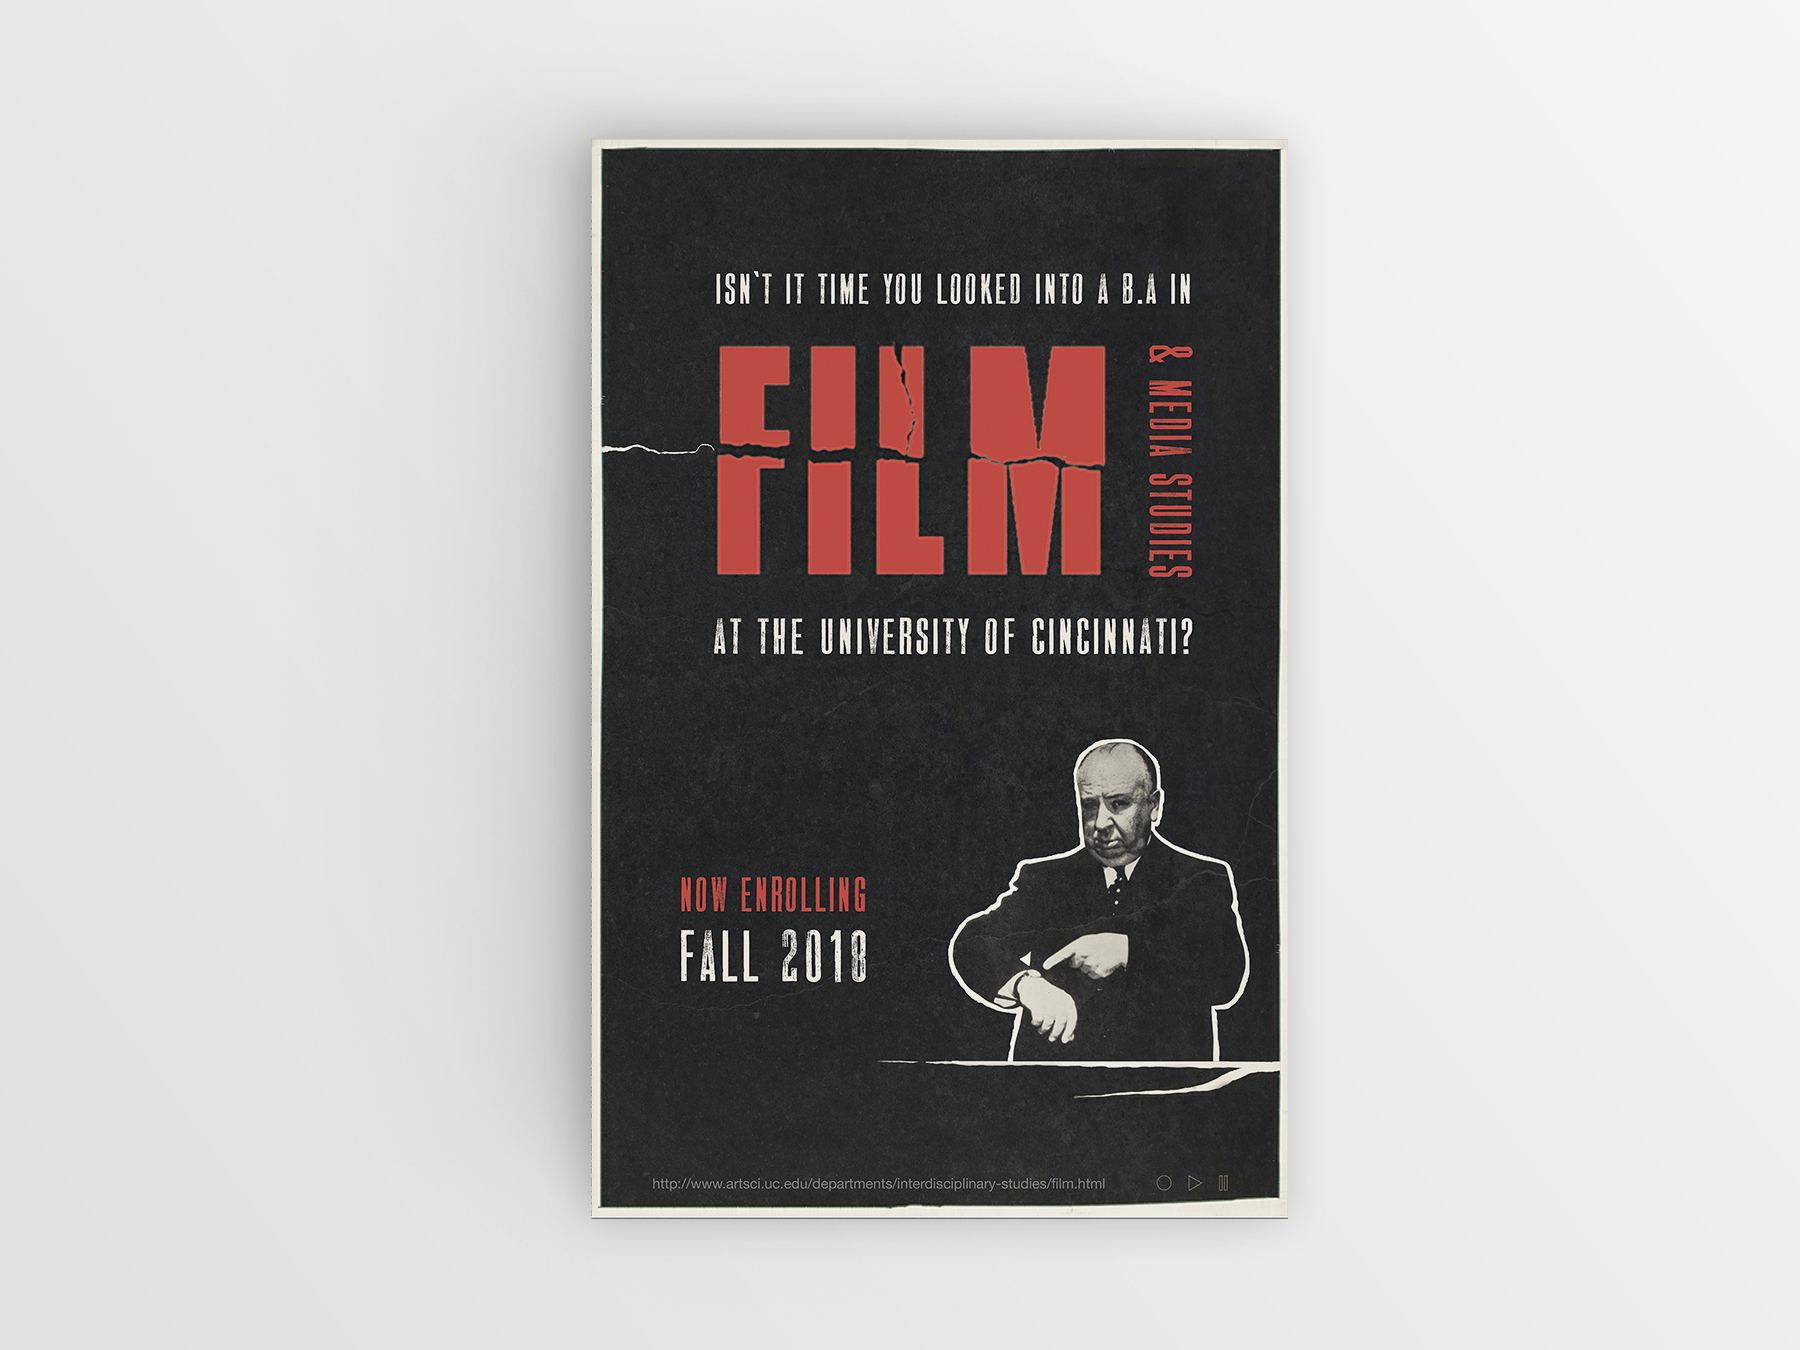 ISN'T IT TIME YOU LOOKED INTO A B.A IN
FILM
& MEDIA STUDIES
AT THE UNIVERSITY OF CINCINNATI?
NOW ENROLLING
FALL 2018
http://www.artsci.uc.edu/departments/interdisciplinary-studies/film.html